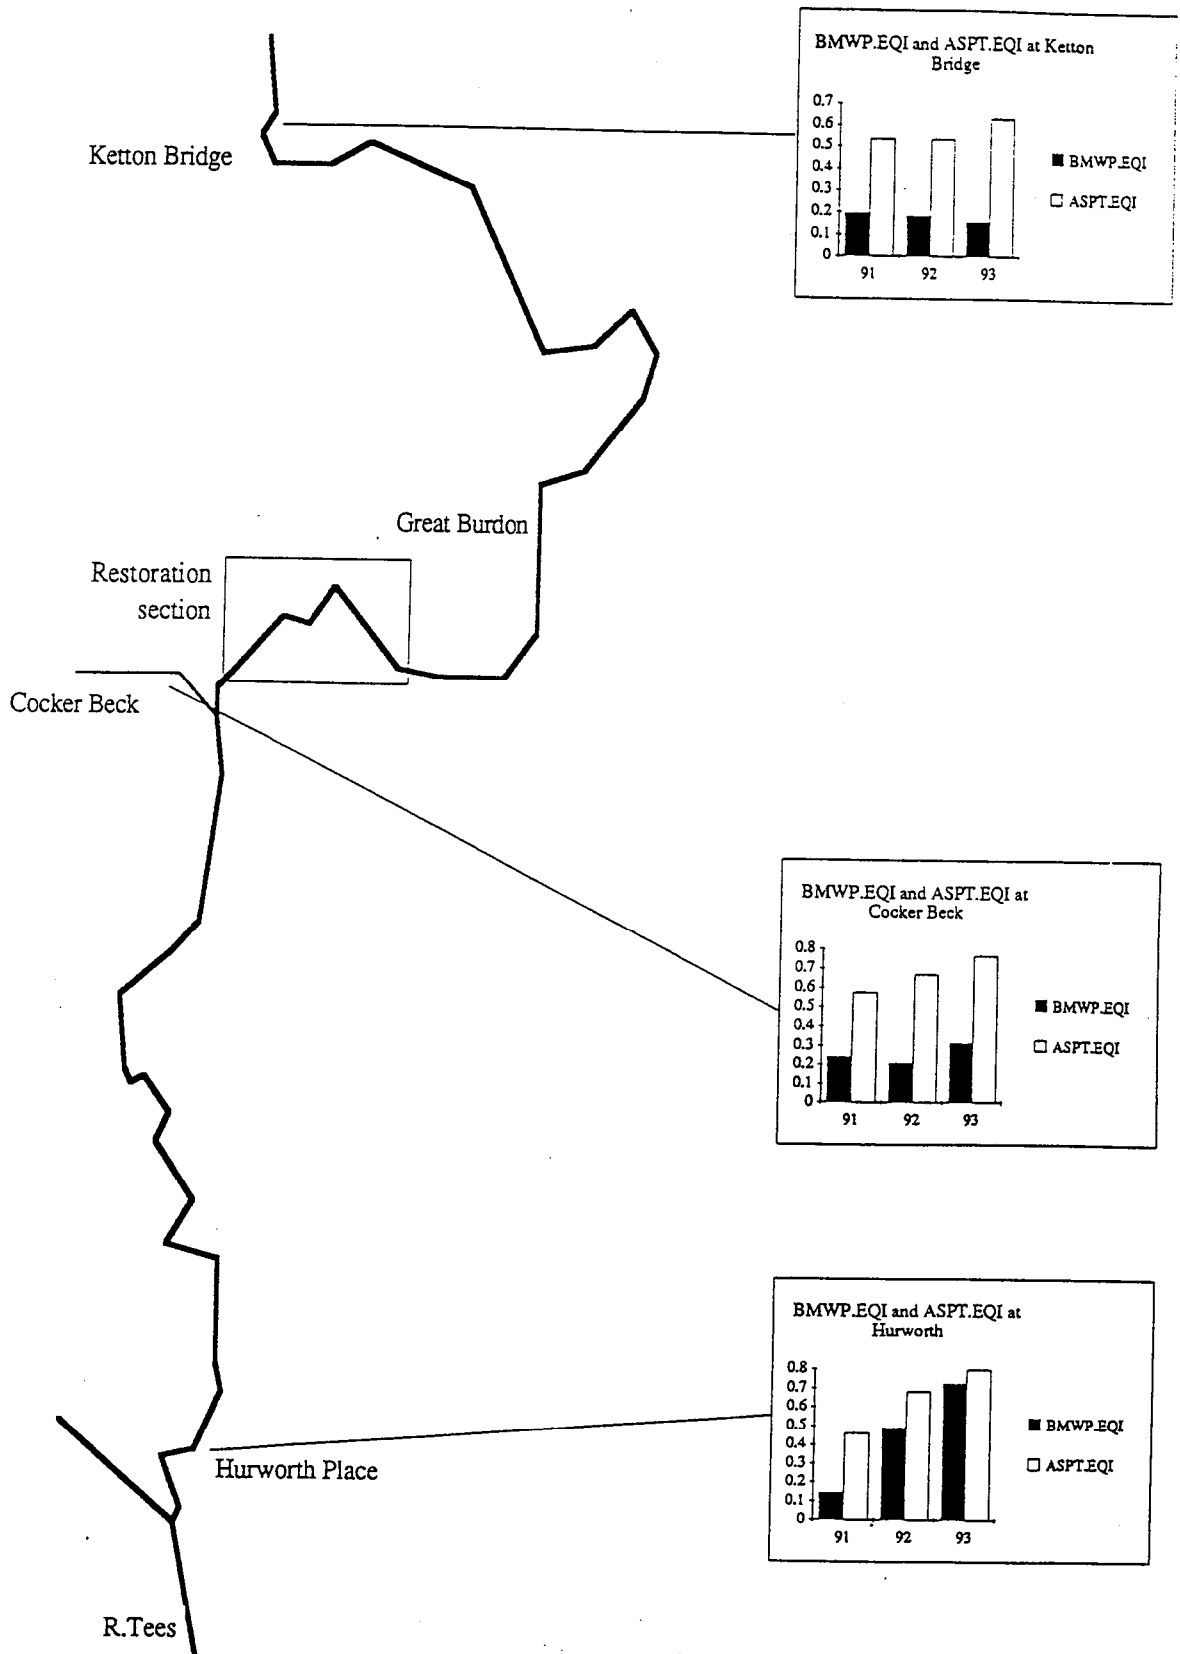 BMWP.EQI and ASPT.EQI at Ketton
Bridge
0.7
0.6
0.5
0.4
0.3
0.2
0.1
0
91 92 93
BMWP.EQI
ASPT.EQI
Ketton Bridge
Great Burdon
Restoration
section
Cocker Beck
BMWP.EQI and ASPT.EQI at
Cocker Beck
0.8
0.7
0.6
0.5
0.4
0.3
0.2
0.1
0
91 92 93
BMWP.EQI
ASPT.EQI
BMWP.EQI and ASPT.EQI at
Hurworth
0.8
0.7
0.6
0.5
0.4
0.3
0.2
0.1
0
91 92 93
BMWP.EQI
ASPT.EQI
Hurworth Place
R.Tees